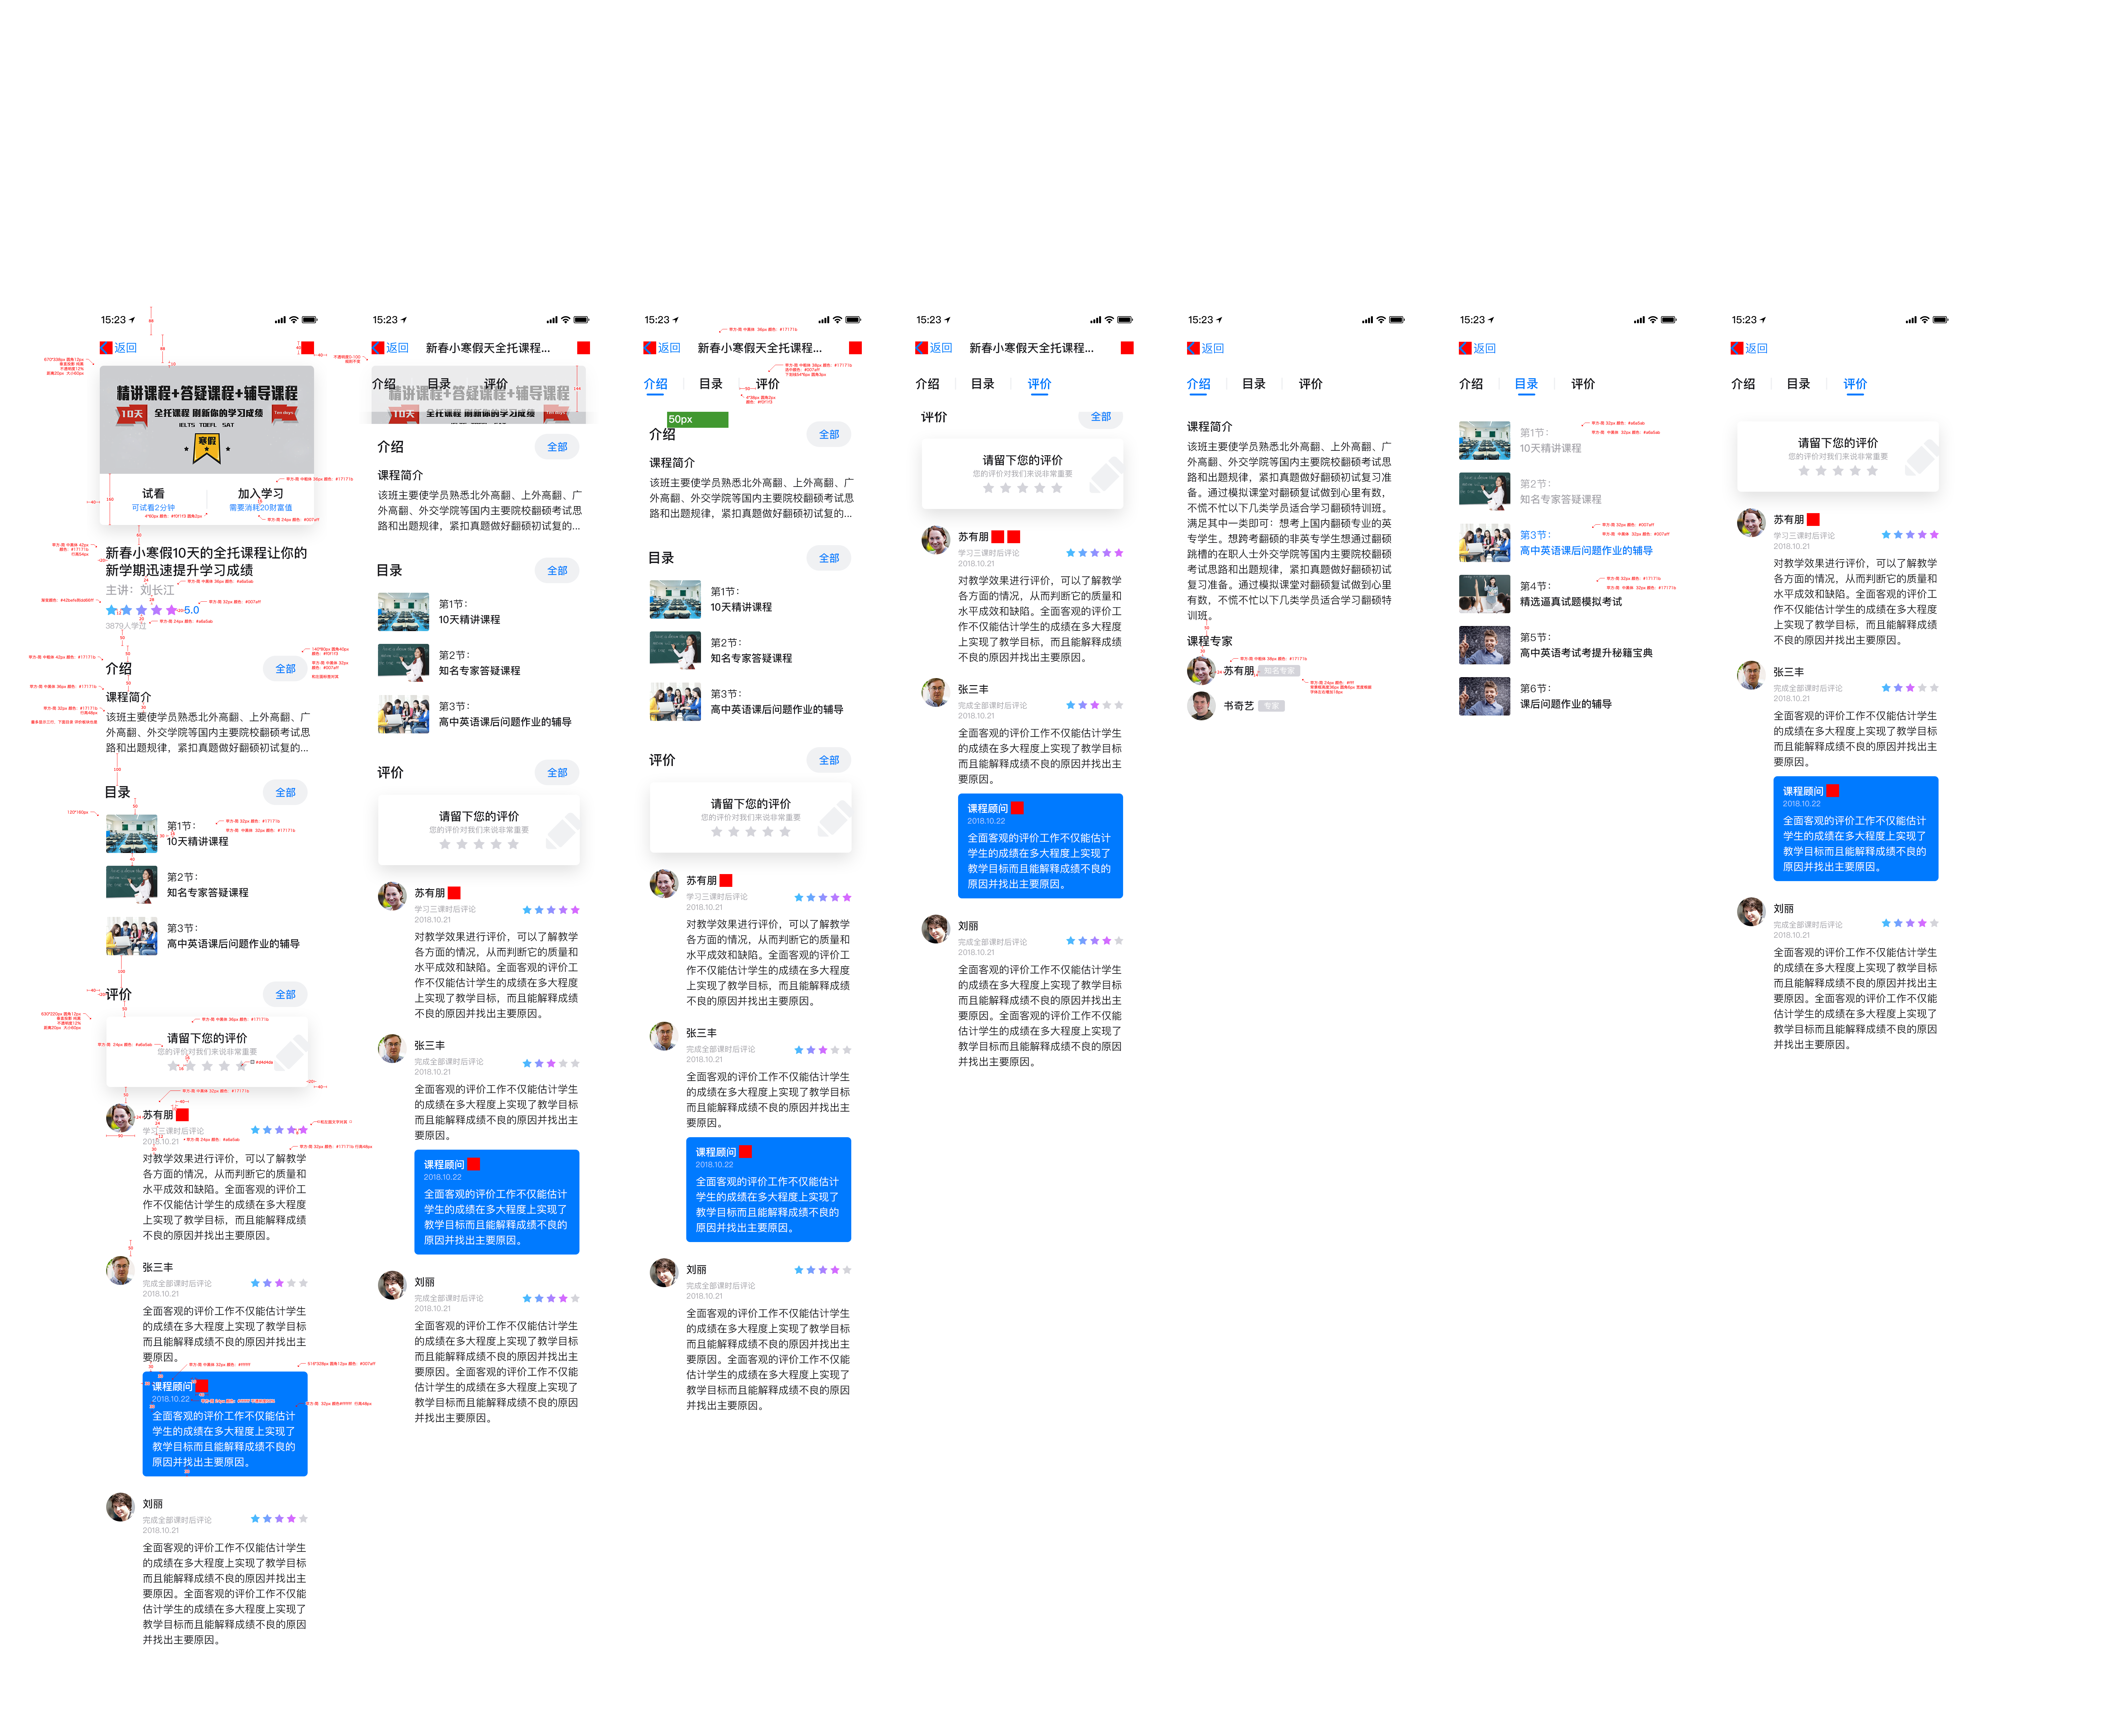 15:23
返回
精讲课程+答疑课程+辅导课程
10天
全托课程 刷新你的学习成绩
Ten days
IELTS TOEFL SAT
寒假
试看
可试看2分钟
加入学习
需要消耗20财富值
新春小寒假10天的全托课程让你的
新学期迅速提升学习成绩
主讲：刘长江
5.0
3879人学过
介绍
全部
课程简介
该班主要使学员熟悉北外高翻、上外高翻、广
外高翻、外交学院等国内主要院校翻硕考试思
路和出题规律，紧扣真题做好翻硕初试复的...
目录
全部
第1节：
10天精讲课程
第2节：
知名专家答疑课程
第3节：
高中英语课后问题作业的辅导
评价
全部
请留下您的评价
您的评价对我们来说非常重要
苏有朋
学习三课时后评论
2018.10.21
对教学效果进行评价，可以了解教学
各方面的情况，从而判断它的质量和
水平成效和缺陷。全面客观的评价工
作不仅能估计学生的成绩在多大程度
上实现了教学目标，而且能解释成绩
不良的原因并找出主要原因。
张三丰
完成全部课时后评论
2018.10.21
全面客观的评价工作不仅能估计学生
的成绩在多大程度上实现了教学目标
而且能解释成绩不良的原因并找出主
要原因。
课程顾问
2018.10.22
全面客观的评价工作不仅能估计
学生的成绩在多大程度上实现了
教学目标而且能解释成绩不良的
原因并找出主要原因。
刘丽
完成全部课时后评论
2018.10.21
全面客观的评价工作不仅能估计学生
的成绩在多大程度上实现了教学目标
而且能解释成绩不良的原因并找出主
要原因。全面客观的评价工作不仅能
估计学生的成绩在多大程度上实现了
教学目标而且能解释成绩不良的原因
并找出主要原因。
15:23
返回
新春小寒假天全托课程...
介绍
目录
评价
精讲课程+答疑课程+辅导课程
10天
全托课程 刷新你的学习成绩
Ten days
介绍
全部
课程简介
该班主要使学员熟悉北外高翻、上外高翻、广
外高翻、外交学院等国内主要院校翻硕考试思
路和出题规律，紧扣真题做好翻硕初试复的...
目录
全部
第1节：
10天精讲课程
第2节：
知名专家答疑课程
第3节：
高中英语课后问题作业的辅导
评价
全部
请留下您的评价
您的评价对我们来说非常重要
苏有朋
学习三课时后评论
2018.10.21
对教学效果进行评价，可以了解教学
各方面的情况，从而判断它的质量和
水平成效和缺陷。全面客观的评价工
作不仅能估计学生的成绩在多大程度
上实现了教学目标，而且能解释成绩
不良的原因并找出主要原因。
张三丰
完成全部课时后评论
2018.10.21
全面客观的评价工作不仅能估计学生
的成绩在多大程度上实现了教学目标
而且能解释成绩不良的原因并找出主
要原因。
课程顾问
2018.10.22
全面客观的评价工作不仅能估计
学生的成绩在多大程度上实现了
教学目标而且能解释成绩不良的
原因并找出主要原因。
刘丽
完成全部课时后评论
2018.10.21
全面客观的评价工作不仅能估计学生
的成绩在多大程度上实现了教学目标
而且能解释成绩不良的原因并找出主
要原因。全面客观的评价工作不仅能
估计学生的成绩在多大程度上实现了
教学目标而且能解释成绩不良的原因
并找出主要原因。
15:23
返回
新春小寒假天全托课程...
介绍
目录
评价
50px
介绍
全部
课程简介
该班主要使学员熟悉北外高翻、上外高翻、广
外高翻、外交学院等国内主要院校翻硕考试思
路和出题规律，紧扣真题做好翻硕初试复的...
目录
全部
第1节：
10天精讲课程
第2节：
知名专家答疑课程
第3节：
高中英语课后问题作业的辅导
评价
全部
请留下您的评价
您的评价对我们来说非常重要
苏有朋
学习三课时后评论
2018.10.21
对教学效果进行评价，可以了解教学
各方面的情况，从而判断它的质量和
水平成效和缺陷。全面客观的评价工
作不仅能估计学生的成绩在多大程度
上实现了教学目标，而且能解释成绩
不良的原因并找出主要原因。
张三丰
完成全部课时后评论
2018.10.21
全面客观的评价工作不仅能估计学生
的成绩在多大程度上实现了教学目标
而且能解释成绩不良的原因并找出主
要原因。
课程顾问
2018.10.22
全面客观的评价工作不仅能估计
学生的成绩在多大程度上实现了
教学目标而且能解释成绩不良的
原因并找出主要原因。
刘丽
完成全部课时后评论
2018.10.21
全面客观的评价工作不仅能估计学生
的成绩在多大程度上实现了教学目标
而且能解释成绩不良的原因并找出主
要原因。全面客观的评价工作不仅能
估计学生的成绩在多大程度上实现了
教学目标而且能解释成绩不良的原因
并找出主要原因。
15:23
返回
新春小寒假天全托课程...
介绍
目录
评价
评价
全部
请留下您的评价
您的评价对我们来说非常重要
苏有朋
学习三课时后评论
2018.10.21
对教学效果进行评价，可以了解教学
各方面的情况，从而判断它的质量和
水平成效和缺陷。全面客观的评价工
作不仅能估计学生的成绩在多大程度
上实现了教学目标，而且能解释成绩
不良的原因并找出主要原因。
张三丰
完成全部课时后评论
2018.10.21
全面客观的评价工作不仅能估计学生
的成绩在多大程度上实现了教学目标
而且能解释成绩不良的原因并找出主
要原因。
课程顾问
2018.10.22
全面客观的评价工作不仅能估计
学生的成绩在多大程度上实现了
教学目标而且能解释成绩不良的
原因并找出主要原因。
刘丽
完成全部课时后评论
2018.10.21
全面客观的评价工作不仅能估计学生
的成绩在多大程度上实现了教学目标
而且能解释成绩不良的原因并找出主
要原因。全面客观的评价工作不仅能
估计学生的成绩在多大程度上实现了
教学目标而且能解释成绩不良的原因
并找出主要原因。
15:23
返回
介绍
目录
评价
课程简介
该班主要使学员熟悉北外高翻、上外高翻、广
外高翻、外交学院等国内主要院校翻硕考试思
路和出题规律，紧扣真题做好翻硕初试复习准
备。通过模拟课堂对翻硕复试做到心里有数，
不慌不忙以下几类学员适合学习翻硕特训班。
满足其中一类即可：想考上国内翻硕专业的英
专学生。想跨考翻硕的非英专学生想通过翻硕
跳槽的在职人士外交学院等国内主要院校翻硕
考试思路和出题规律，紧扣真题做好翻硕初试
复习准备。通过模拟课堂对翻硕复试做到心里
有数，不慌不忙以下几类学员适合学习翻硕特
训班。
课程专家
苏有朋
知名专家
书奇艺
专家
15:23
返回
介绍
目录
评价
第1节：
10天精讲课程
第2节：
知名专家答疑课程
第3节：
高中英语课后问题作业的辅导
第4节：
精选逼真试题模拟考试
第5节：
高中英语考试考提升秘籍宝典
第6节：
课后问题作业的辅导
15:23
返回
介绍
目录
评价
请留下您的评价
您的评价对我们来说非常重要
苏有朋
学习三课时后评论
2018.10.21
对教学效果进行评价，可以了解教学
各方面的情况，从而判断它的质量和
水平成效和缺陷。全面客观的评价工
作不仅能估计学生的成绩在多大程度
上实现了教学目标，而且能解释成绩
不良的原因并找出主要原因。
张三丰
完成全部课时后评论
2018.10.21
全面客观的评价工作不仅能估计学生
的成绩在多大程度上实现了教学目标
而且能解释成绩不良的原因并找出主
要原因。
课程顾问
2018.10.22
全面客观的评价工作不仅能估计
学生的成绩在多大程度上实现了
教学目标而且能解释成绩不良的
原因并找出主要原因。
刘丽
完成全部课时后评论
2018.10.21
全面客观的评价工作不仅能估计学生
的成绩在多大程度上实现了教学目标
而且能解释成绩不良的原因并找出主
要原因。全面客观的评价工作不仅能
估计学生的成绩在多大程度上实现了
教学目标而且能解释成绩不良的原因
并找出主要原因。